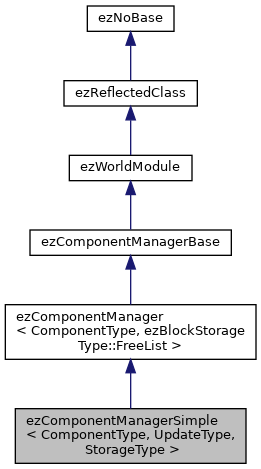 ezNoBase
ezReflectedClass
ezWorldModule
ezComponentManagerBase
ezComponentManager
< ComponentType, ezBlockStorage
Type::FreeList >
ezComponentManagerSimple
< ComponentType, UpdateType,
StorageType >